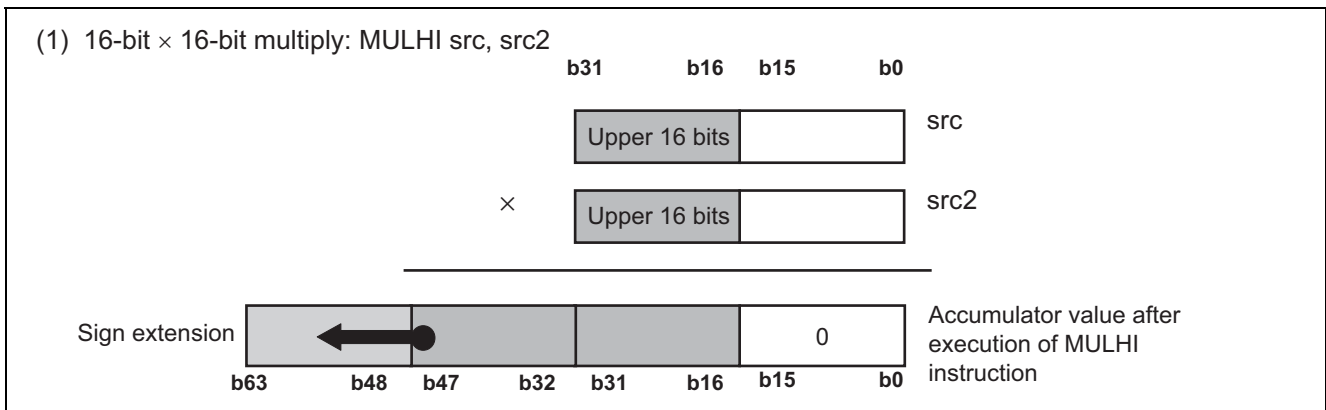 (1) 16-bit × 16-bit multiply: MULHI src, src2
b31 b16 b15 b0
Upper 16 bits
src
×
Upper 16 bits
src2
Sign extension
0
Accumulator value after
execution of MULHI
instruction
b63 b48 b47 b32 b31 b16 b15 b0